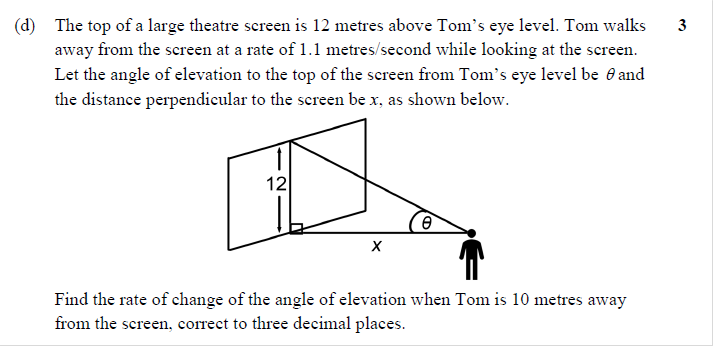 (d) The top of a large theatre screen is 12 metres above Tom's eye level. Tom walks 3
away from the screen at a rate of 1.1 metres/second while looking at the screen.
Let the angle of elevation to the top of the screen from Tom's eye level be θ and
the distance perpendicular to the screen be x, as shown below.
12
θ
x
Find the rate of change of the angle of elevation when Tom is 10 metres away
from the screen, correct to three decimal places.